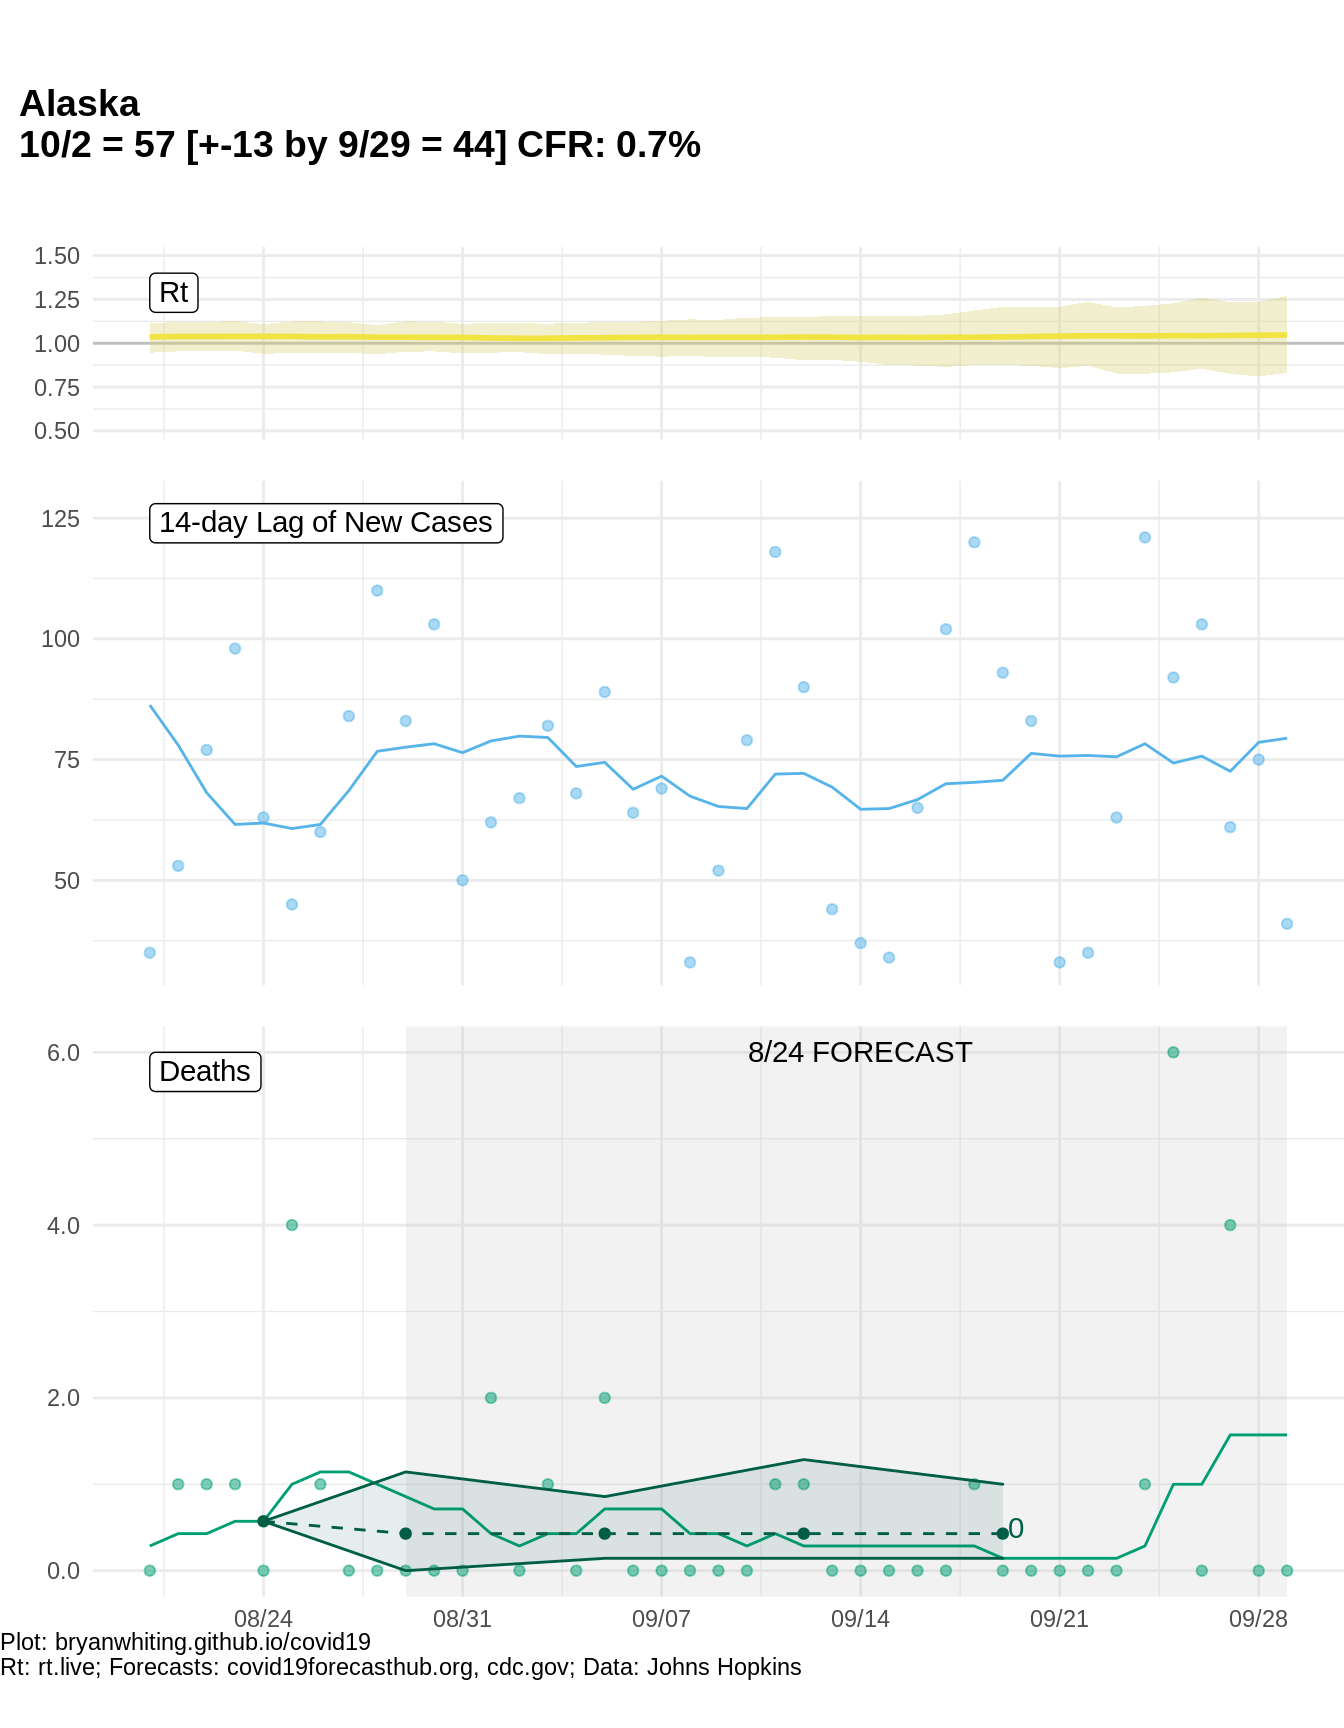 Alaska
10/2 = 57 [+-13 by 9/29 = 44] CFR: 0.7%
1.50
Rt
1.25
1.00
0.75
0.50
14-day Lag of New Cases
125
100
75
50
8/24 FORECAST
6.0
Deaths
4.0
2.0
0
0.0
08/24 08/31 09/07 09/14 09/21 09/28
Plot: bryanwhiting.github.io/covid19
Rt: rt.live; Forecasts: covid19forecasthub.org, cdc.gov; Data: Johns Hopkins